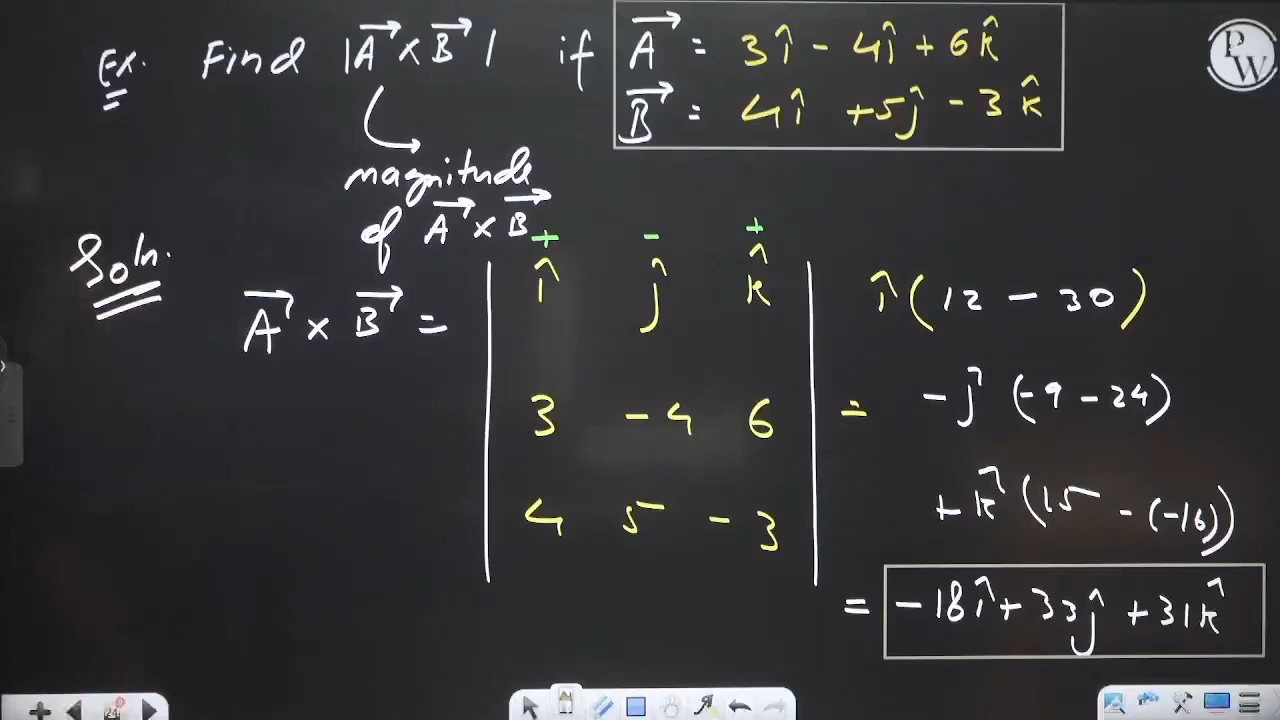 Ex. Find |A⃗ × B⃗| if A⃗ = 3î - 4î + 6k̂
B⃗ = 4î + 5ĵ - 3k̂
PW
magnitude
of A⃗ × B⃗
Soln.
+ - +
A⃗ × B⃗ = | î ĵ k̂ | î(12 - 30)
3 -4 6 = -ĵ(-9 - 24)
4 5 -3 + k̂(15 - (-16))
= -18î + 33ĵ + 31k̂